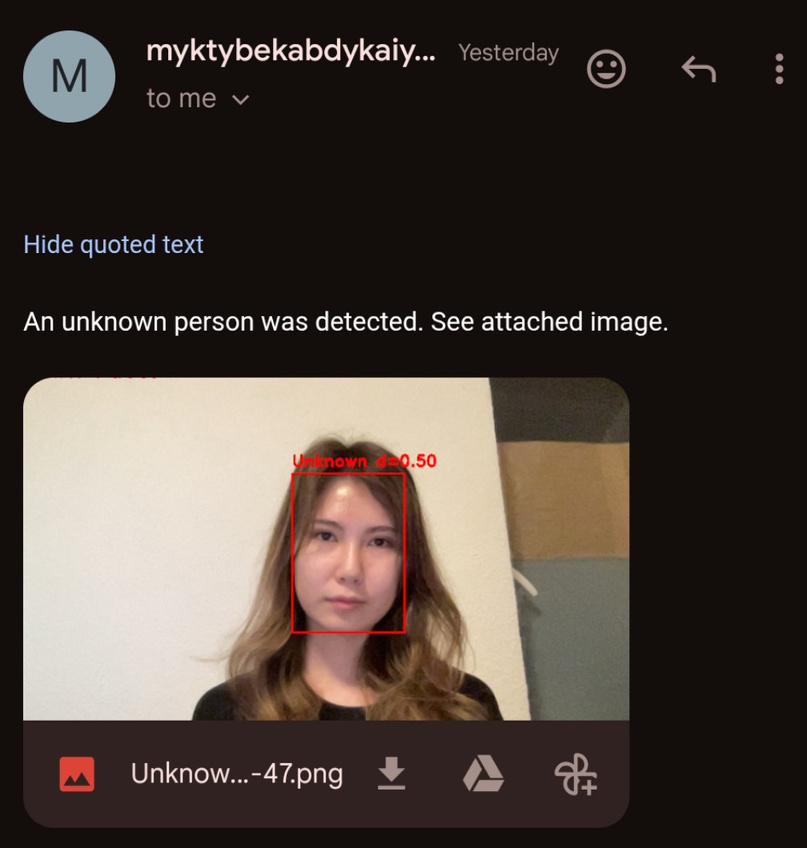 M
myktybekabdykaiy... Yesterday
to me
Hide quoted text
An unknown person was detected. See attached image.
Unknown d=0.50
Unknow...-47.png